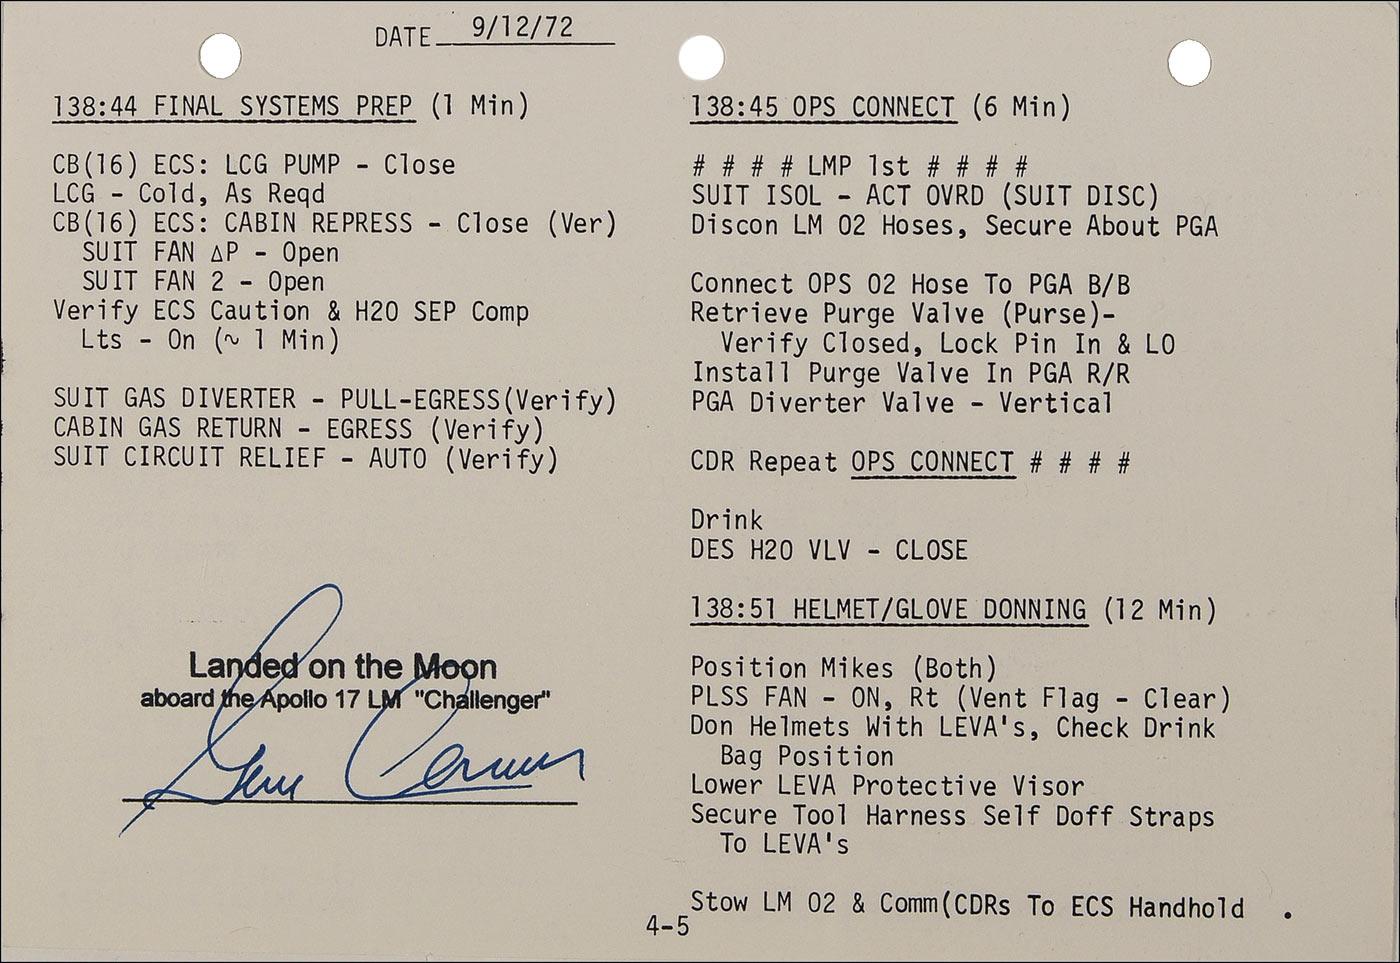 DATE 9/12/72
138:44 FINAL SYSTEMS PREP (1 Min)
CB(16) ECS: LCG PUMP - Close
LCG - Cold, As Reqd
CB(16) ECS: CABIN REPRESS - Close (Ver)
SUIT FAN ΔP - Open
SUIT FAN 2 - Open
Verify ECS Caution & H2O SEP Comp
Lts - On (~ 1 Min)
SUIT GAS DIVERTER - PULL-EGRESS(Verify)
CABIN GAS RETURN - EGRESS (Verify)
SUIT CIRCUIT RELIEF - AUTO (Verify)
Landed on the Moon
aboard the Apollo 17 LM "Challenger"
Gene Cernan
138:45 OPS CONNECT (6 Min)
# # # # LMP 1st # # # #
SUIT ISOL - ACT OVRD (SUIT DISC)
Discon LM O2 Hoses, Secure About PGA
Connect OPS O2 Hose To PGA B/B
Retrieve Purge Valve (Purse)-
Verify Closed, Lock Pin In & LO
Install Purge Valve In PGA R/R
PGA Diverter Valve - Vertical
CDR Repeat OPS CONNECT # # # #
Drink
DES H2O VLV - CLOSE
138:51 HELMET/GLOVE DONNING (12 Min)
Position Mikes (Both)
PLSS FAN - ON, Rt (Vent Flag - Clear)
Don Helmets With LEVA's, Check Drink
Bag Position
Lower LEVA Protective Visor
Secure Tool Harness Self Doff Straps
To LEVA's
Stow LM O2 & Comm(CDRs To ECS Handhold .
4-5